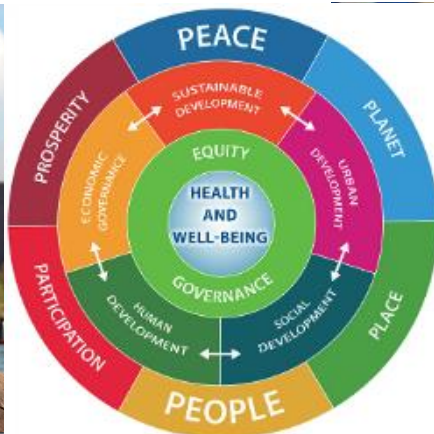 PEACE
PLANET
PLACE
PEOPLE
PARTICIPATION
PROSPERITY
SUSTAINABLE
DEVELOPMENT
URBAN
DEVELOPMENT
SOCIAL
DEVELOPMENT
HUMAN
DEVELOPMENT
ECONOMIC
GOVERNANCE
EQUITY
GOVERNANCE
HEALTH
AND
WELL-BEING